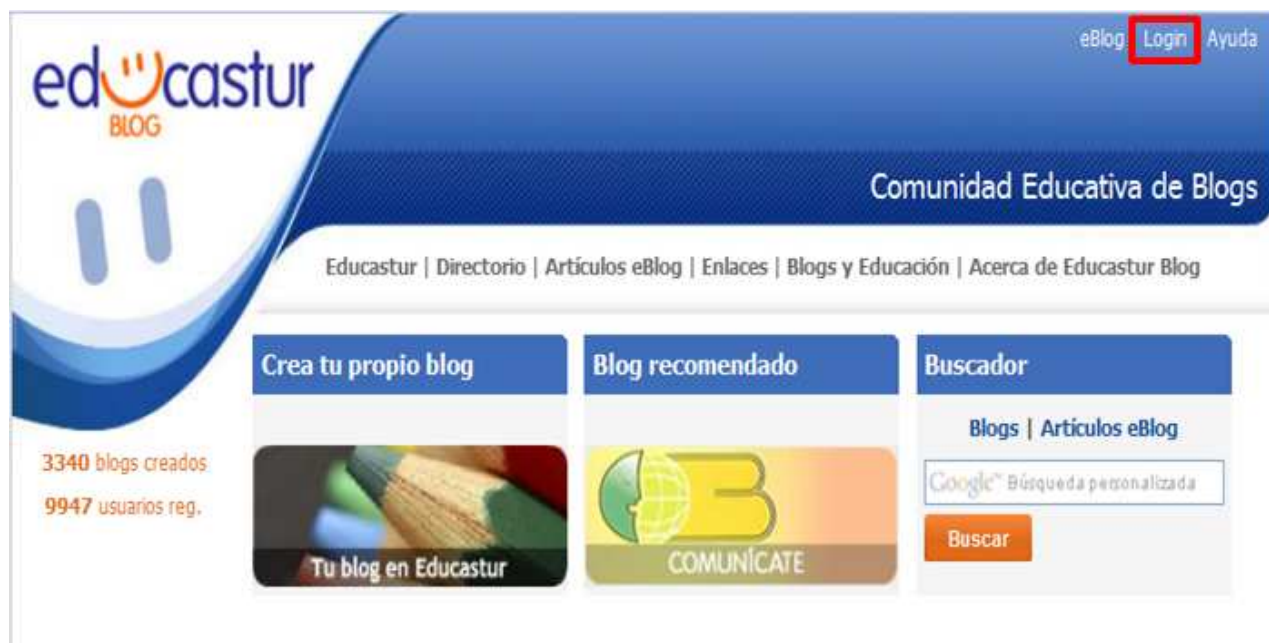 eBlog Login Ayuda
educastur
BLOG
Comunidad Educativa de Blogs
Educastur | Directorio | Artículos eBlog | Enlaces | Blogs y Educación | Acerca de Educastur Blog
Crea tu propio blog
Blog recomendado
Buscador
Blogs | Artículos eBlog
3340 blogs creados
9947 usuarios reg.
Google™ Búsqueda personalizada
Buscar
Tu blog en Educastur
COMUNÍCATE